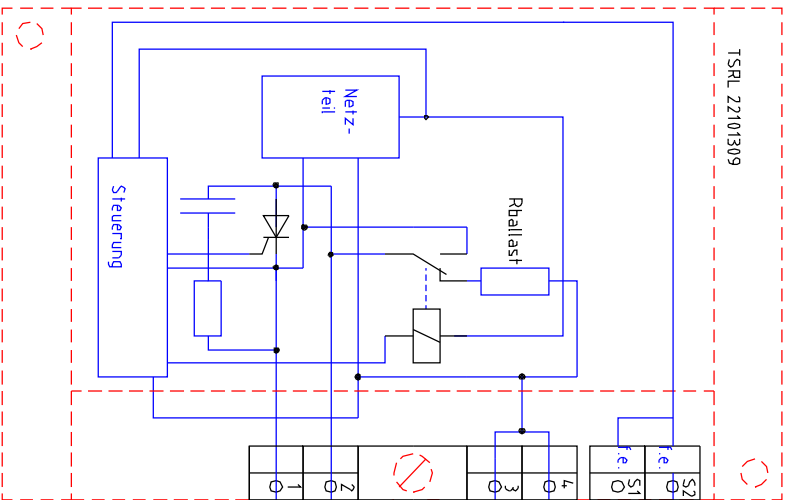 TSRL 22101309
Netz-
teil
Steuerung
Rballast
f.e.
f.e.
1
2
3
4
S1
S2